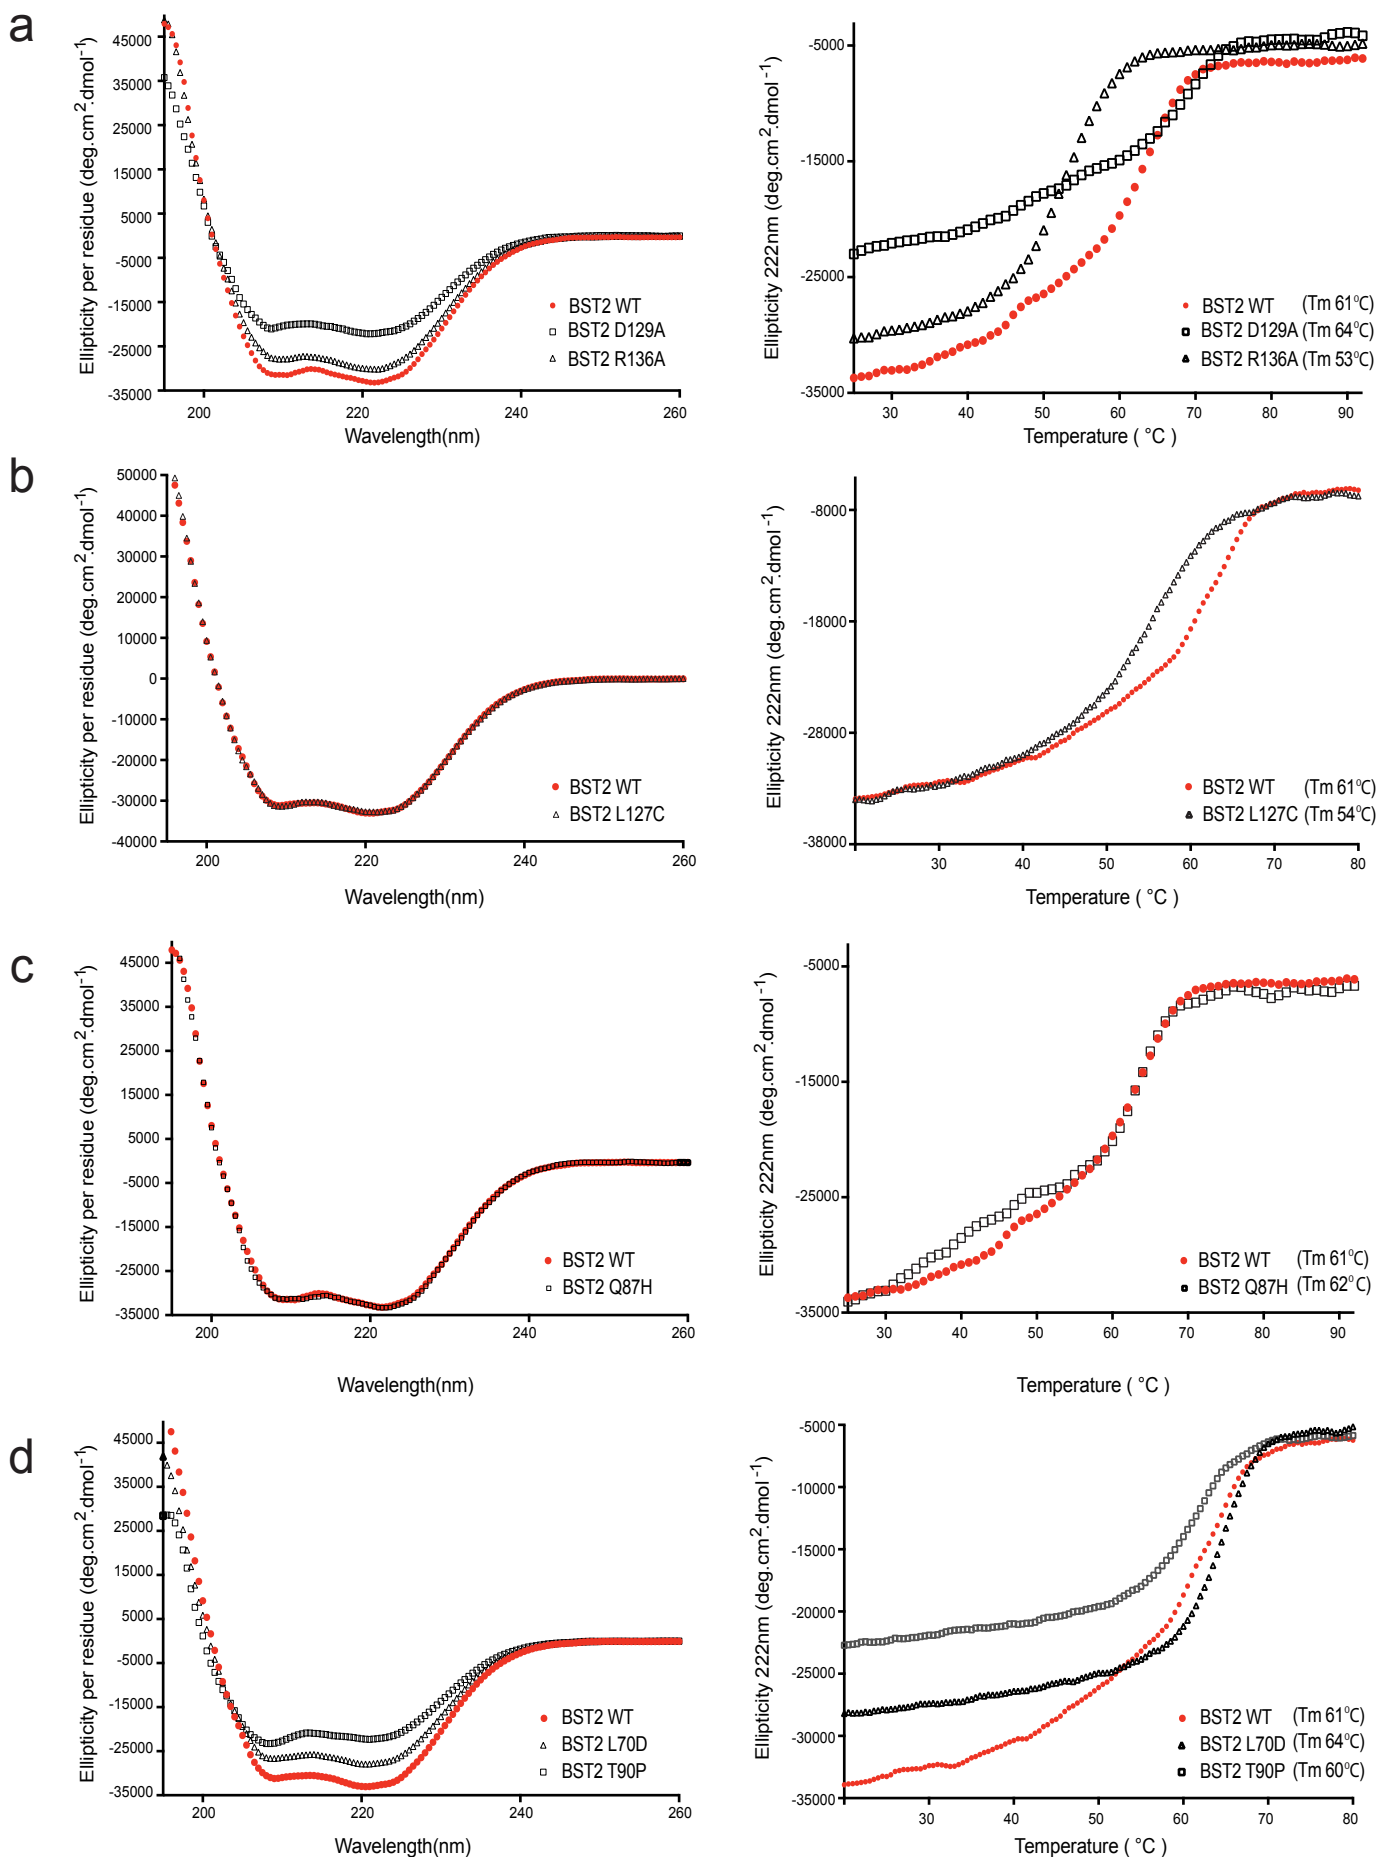 a
Ellipticity per residue (deg.cm2.dmol-1)
45000
35000
25000
15000
5000
-5000
-15000
-25000
-35000
200
220
240
260
Wavelength(nm)
BST2 WT
BST2 D129A
BST2 R136A
Ellipticity 222nm (deg.cm2.dmol-1)
-5000
-15000
-25000
-35000
30
40
50
60
70
80
90
Temperature ( °C )
BST2 WT (Tm 61°C)
BST2 D129A (Tm 64°C)
BST2 R136A (Tm 53°C)
b
Ellipticity per residue (deg.cm2.dmol-1)
50000
40000
30000
20000
10000
0
-10000
-20000
-30000
-40000
200
220
240
260
Wavelength(nm)
BST2 WT
BST2 L127C
Ellipticity 222nm (deg.cm2.dmol-1)
-8000
-18000
-28000
-38000
30
40
50
60
70
80
Temperature ( °C )
BST2 WT (Tm 61°C)
BST2 L127C (Tm 54°C)
c
Ellipticity per residue (deg.cm2.dmol-1)
45000
35000
25000
15000
5000
-5000
-15000
-25000
-35000
200
220
240
260
Wavelength(nm)
BST2 WT
BST2 Q87H
Ellipticity 222nm (deg.cm2.dmol-1)
-5000
-15000
-25000
-35000
30
40
50
60
70
80
90
Temperature ( °C )
BST2 WT (Tm 61°C)
BST2 Q87H (Tm 62°C)
d
Ellipticity per residue (deg.cm2.dmol-1)
45000
35000
25000
15000
5000
-5000
-15000
-25000
-35000
200
220
240
260
Wavelength(nm)
BST2 WT
BST2 L70D
BST2 T90P
Ellipticity 222nm (deg.cm2.dmol-1)
-5000
-10000
-15000
-20000
-25000
-30000
-35000
30
40
50
60
70
80
Temperature ( °C )
BST2 WT (Tm 61°C)
BST2 L70D (Tm 64°C)
BST2 T90P (Tm 60°C)